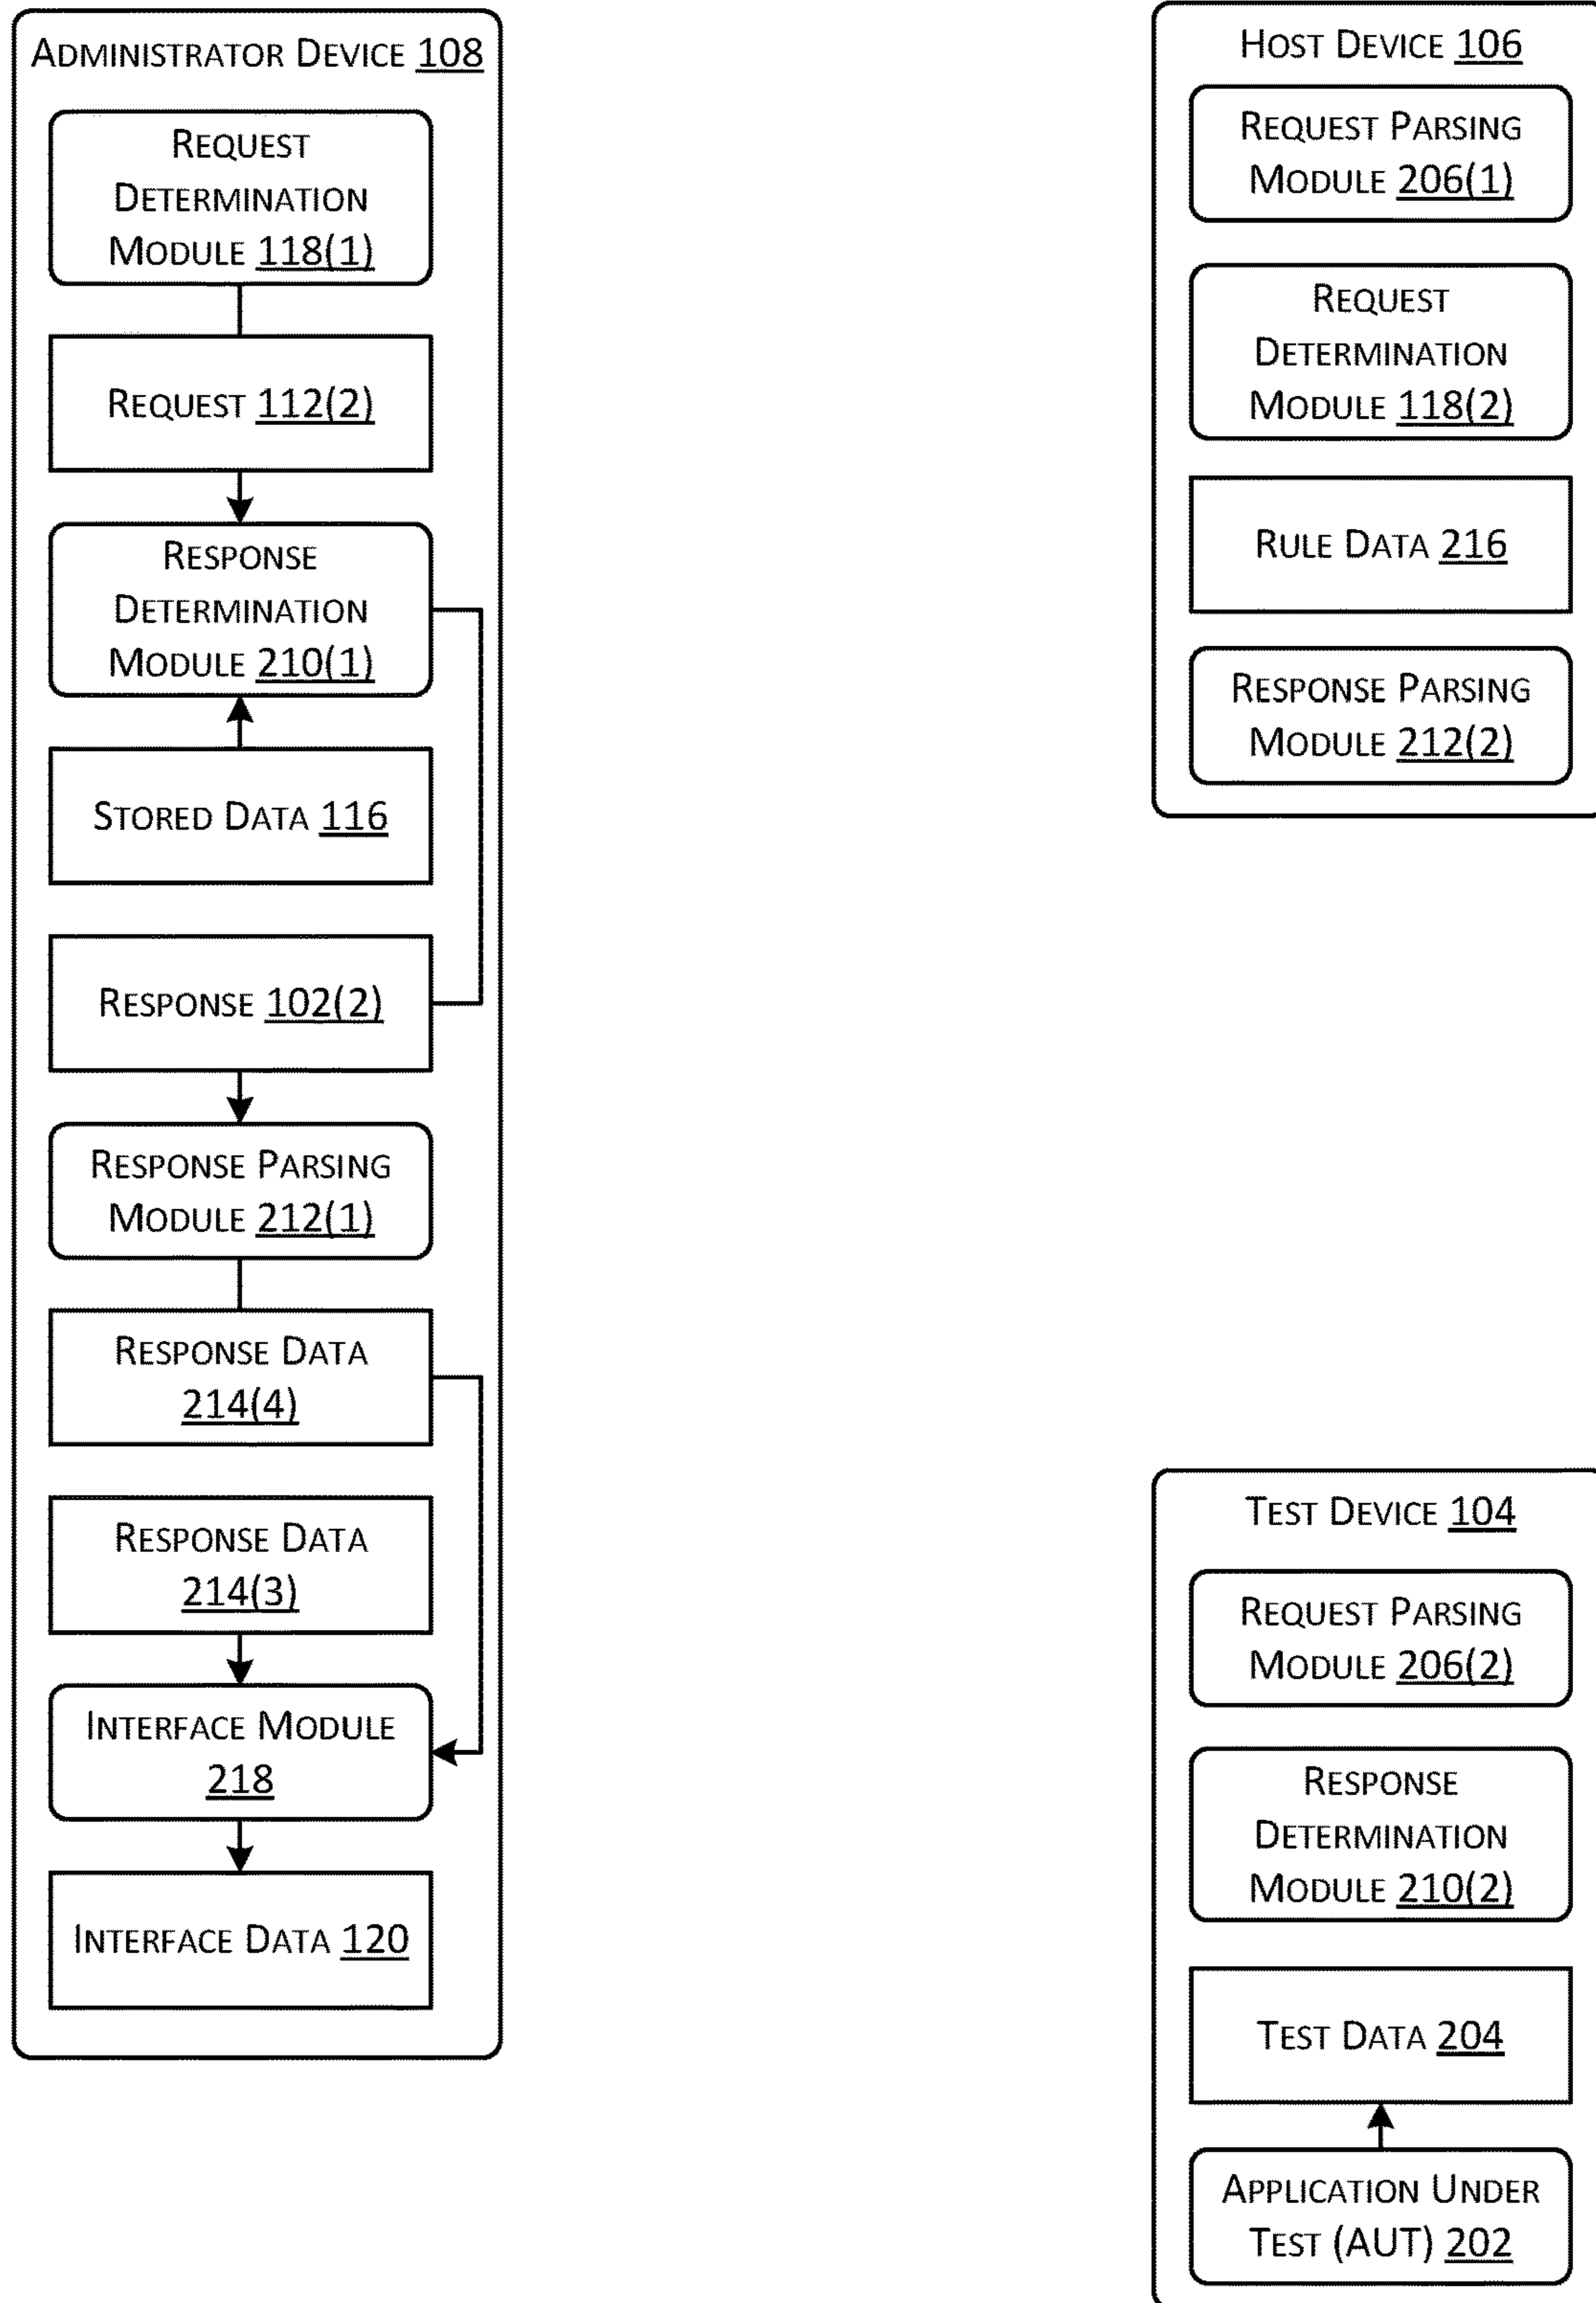 ADMINISTRATOR DEVICE 108
REQUEST
DETERMINATION
MODULE 118(1)
REQUEST 112(2)
RESPONSE
DETERMINATION
MODULE 210(1)
STORED DATA 116
RESPONSE 102(2)
RESPONSE PARSING
MODULE 212(1)
RESPONSE DATA
214(4)
RESPONSE DATA
214(3)
INTERFACE MODULE
218
INTERFACE DATA 120
HOST DEVICE 106
REQUEST PARSING
MODULE 206(1)
REQUEST
DETERMINATION
MODULE 118(2)
RULE DATA 216
RESPONSE PARSING
MODULE 212(2)
TEST DEVICE 104
REQUEST PARSING
MODULE 206(2)
RESPONSE
DETERMINATION
MODULE 210(2)
TEST DATA 204
APPLICATION UNDER
TEST (AUT) 202